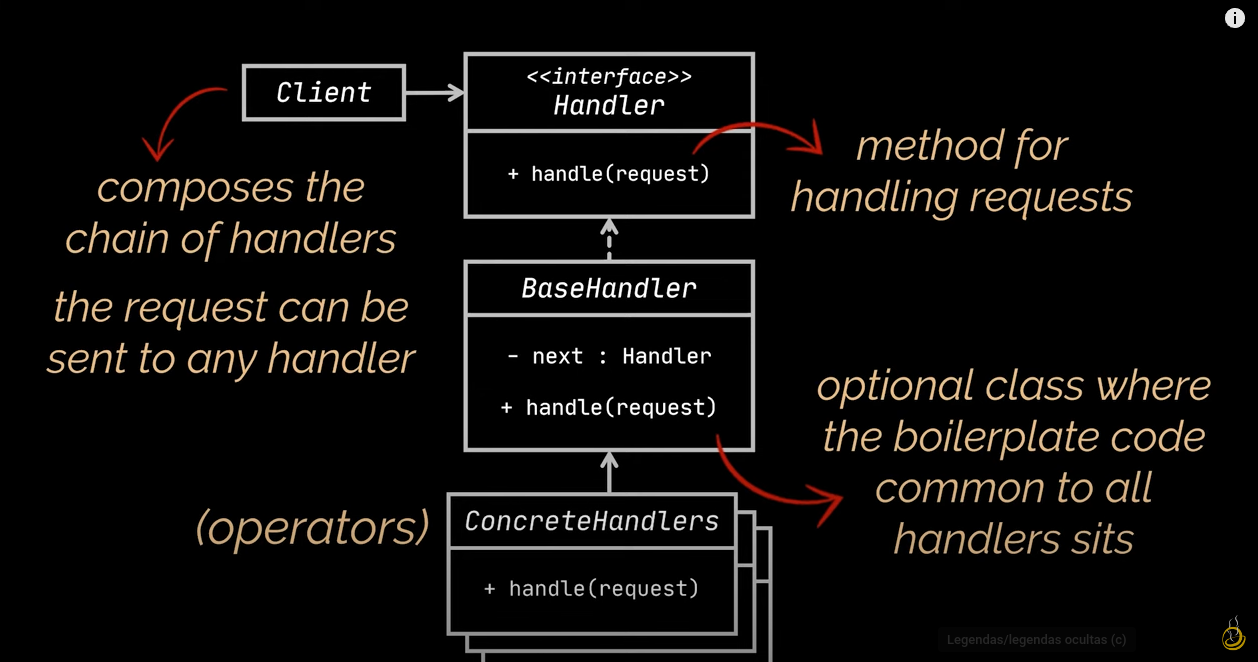 Client
<<interface>>
Handler
+ handle(request)
method for
handling requests
composes the
chain of handlers
the request can be
sent to any handler
BaseHandler
- next : Handler
+ handle(request)
optional class where
the boilerplate code
common to all
handlers sits
(operators)
ConcreteHandlers
+ handle(request)
Legendas/legendas ocultas (c)
i